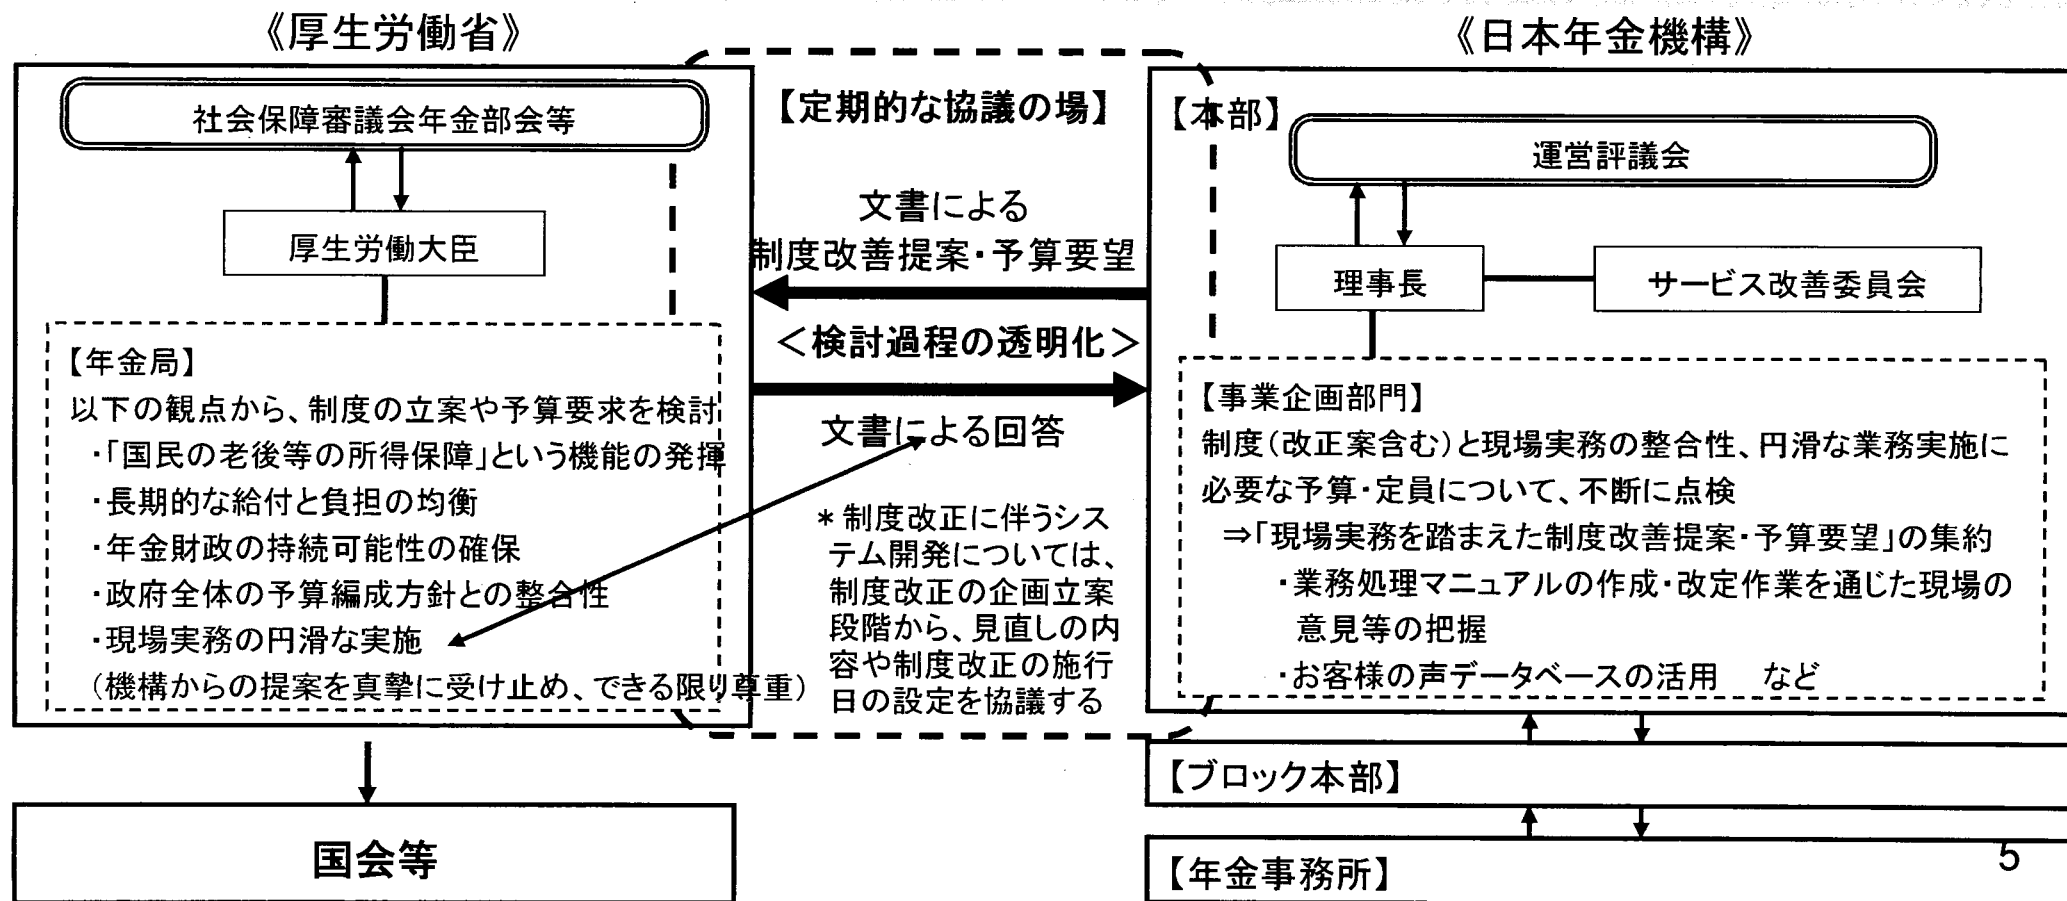 《厚生労働省》
社会保障審議会年金部会等
厚生労働大臣
【年金局】
以下の観点から、制度の立案や予算要求を検討
・「国民の老後等の所得保障」という機能の発揮
・長期的な給付と負担の均衡
・年金財政の持続可能性の確保
・政府全体の予算編成方針との整合性
・現場実務の円滑な実施
(機構からの提案を真摯に受け止め、できる限り尊重)
国会等
【定期的な協議の場】
文書による
制度改善提案・予算要望
＜検討過程の透明化＞
文書による回答
＊制度改正に伴うシス
テム開発については、
制度改正の企画立案
段階から、見直しの内
容や制度改正の施行
日の設定を協議する
《日本年金機構》
【本部】
運営評議会
理事長
サービス改善委員会
【事業企画部門】
制度(改正案含む)と現場実務の整合性、円滑な業務実施に
必要な予算・定員について、不断に点検
⇒「現場実務を踏まえた制度改善提案・予算要望」の集約
・業務処理マニュアルの作成・改定作業を通じた現場の
意見等の把握
・お客様の声データベースの活用　など
【ブロック本部】
【年金事務所】
5